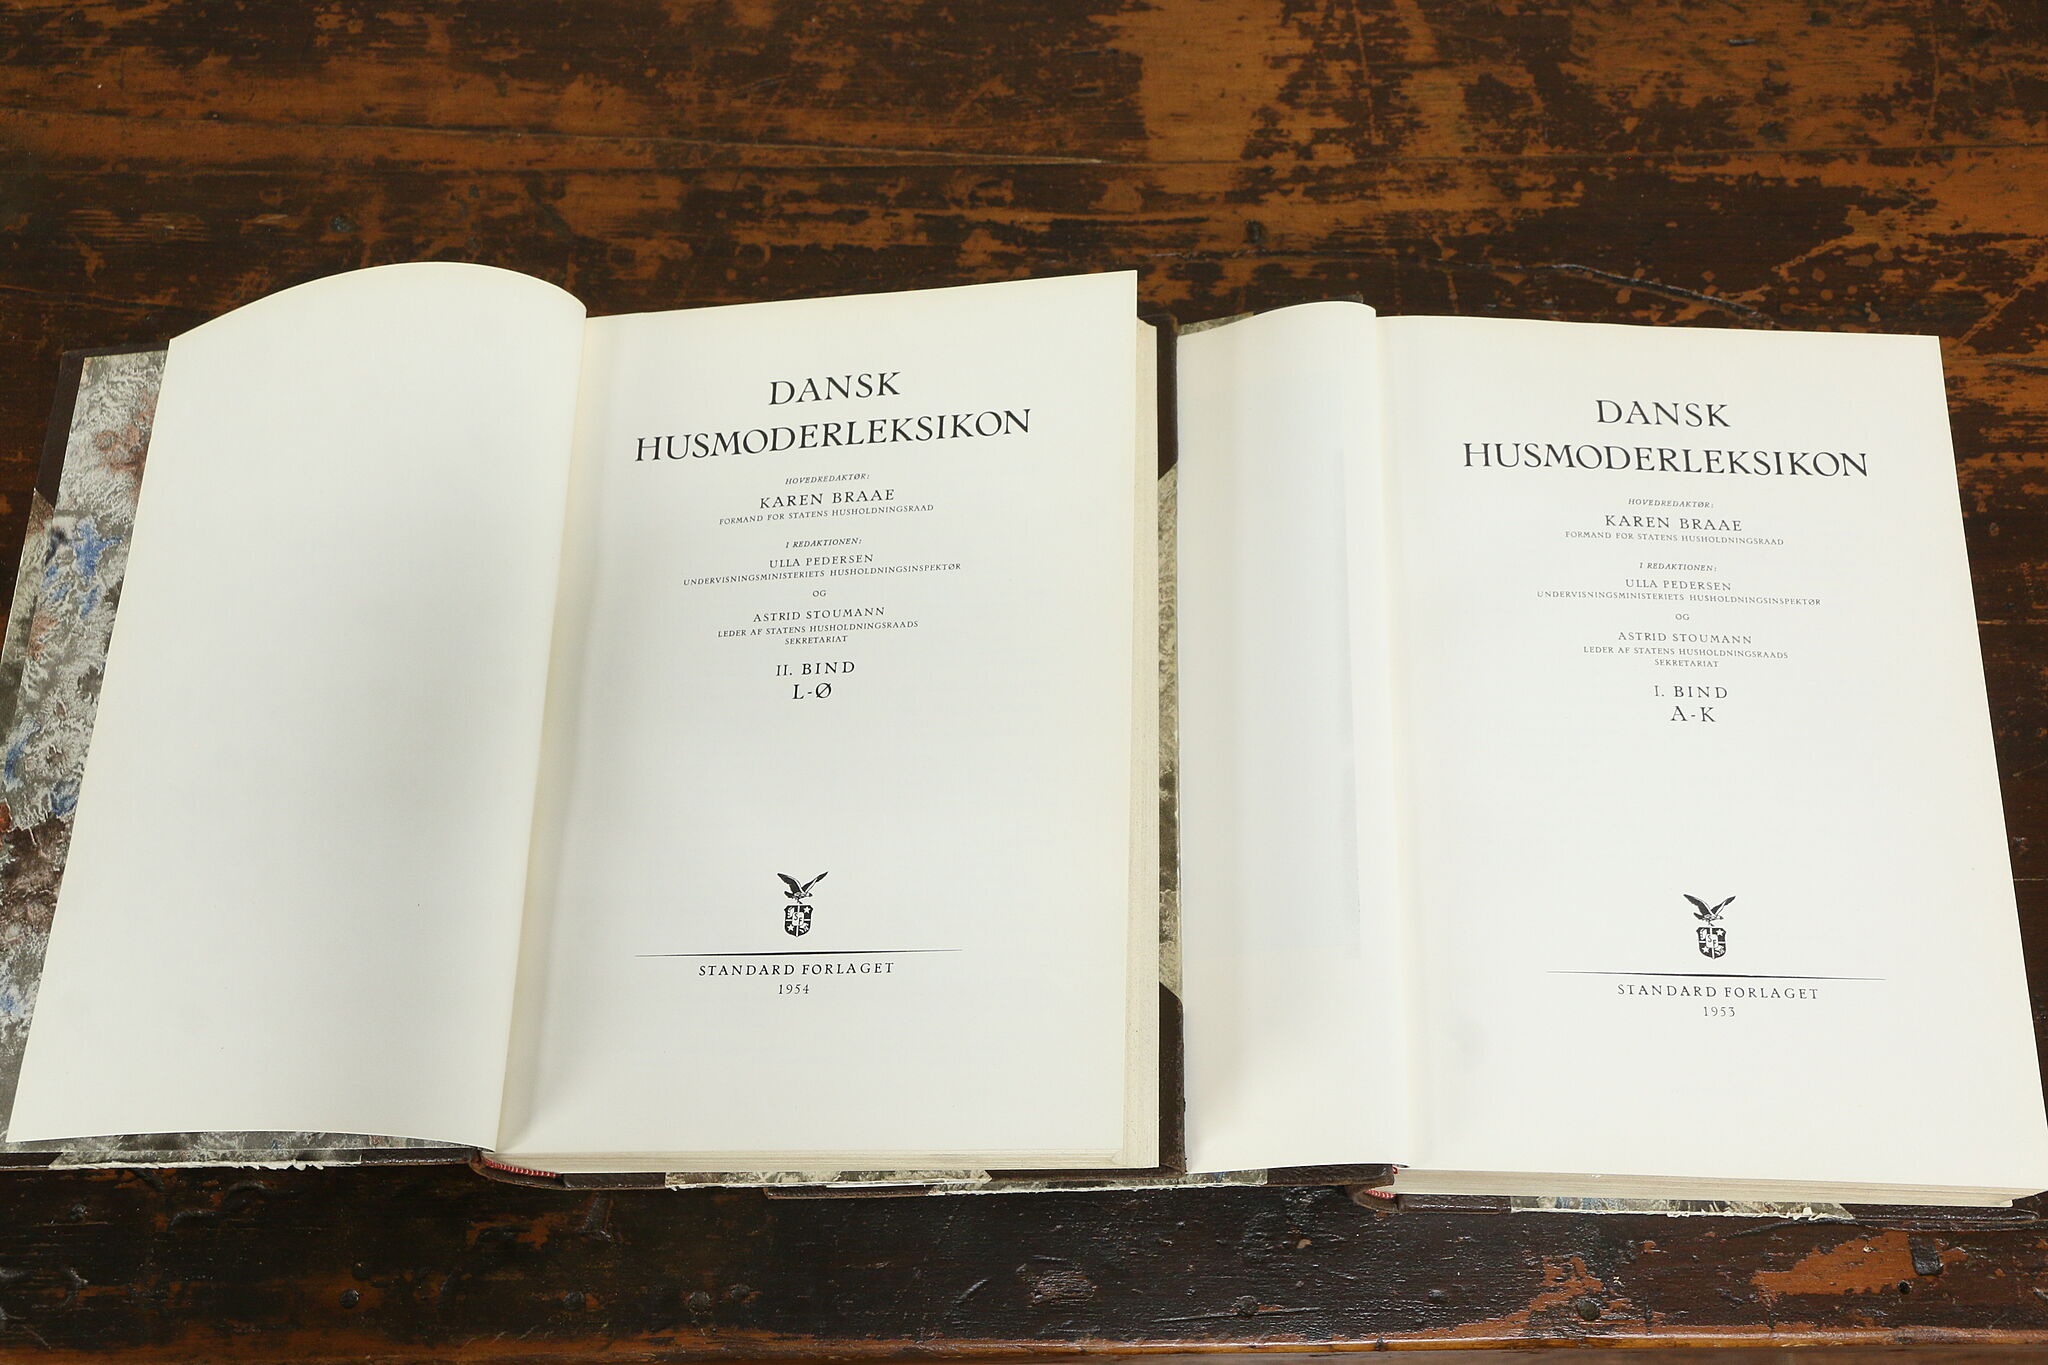 DANSK
HUSMODERLEKSIKON
HOVEDREDAKTØR:
KAREN BRAAE
FORMAND FOR STATENS HUSHOLDNINGSRAAD
I REDAKTIONEN:
ULLA PEDERSEN
UNDERVISNINGSMINISTERIETS HUSHOLDNINGSINSPEKTØR
OG
ASTRID STOUMANN
LEDER AF STATENS HUSHOLDNINGSRAADS
SEKRETARIAT
II. BIND
L-Ø
STANDARD FORLAGET
1954
DANSK
HUSMODERLEKSIKON
HOVEDREDAKTØR:
KAREN BRAAE
FORMAND FOR STATENS HUSHOLDNINGSRAAD
I REDAKTIONEN:
ULLA PEDERSEN
UNDERVISNINGSMINISTERIETS HUSHOLDNINGSINSPEKTØR
OG
ASTRID STOUMANN
LEDER AF STATENS HUSHOLDNINGSRAADS
SEKRETARIAT
I. BIND
A-K
STANDARD FORLAGET
1953